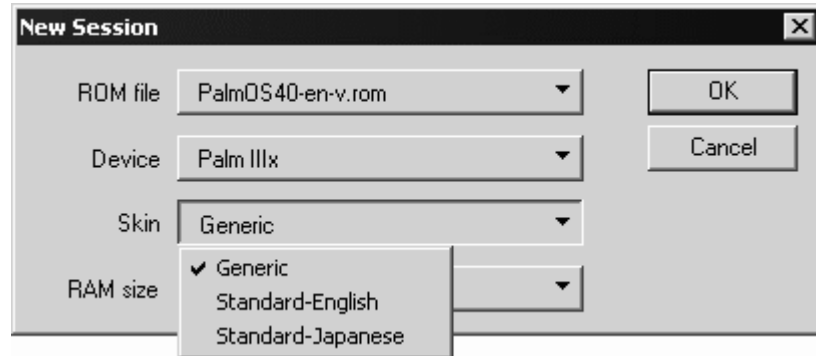 New Session
ROM file PalmOS40-en-v.rom OK
Device Palm IIIx Cancel
Skin Generic
✔ Generic
RAM size
Standard-English
Standard-Japanese